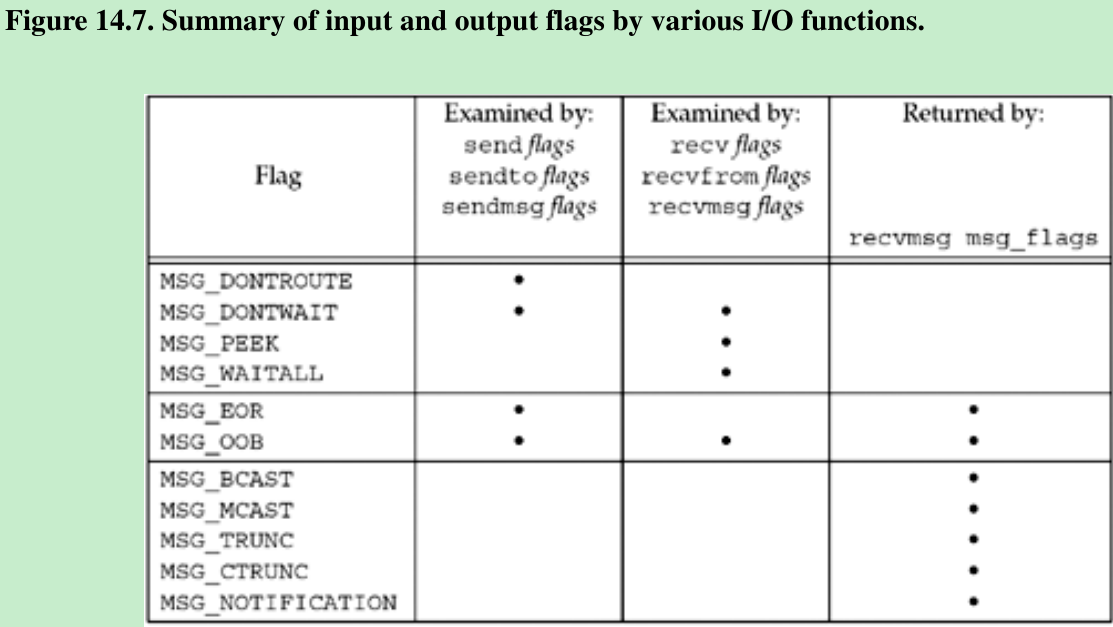 Figure 14.7. Summary of input and output flags by various I/O functions.
Flag
Examined by:
send flags
sendto flags
sendmsg flags
Examined by:
recv flags
recvfrom flags
recvmsg flags
Returned by:
recvmsg msg_flags
MSG_DONTROUTE •
MSG_DONTWAIT • •
MSG_PEEK •
MSG_WAITALL •
MSG_EOR • •
MSG_OOB • • •
MSG_BCAST •
MSG_MCAST •
MSG_TRUNC •
MSG_CTRUNC •
MSG_NOTIFICATION •